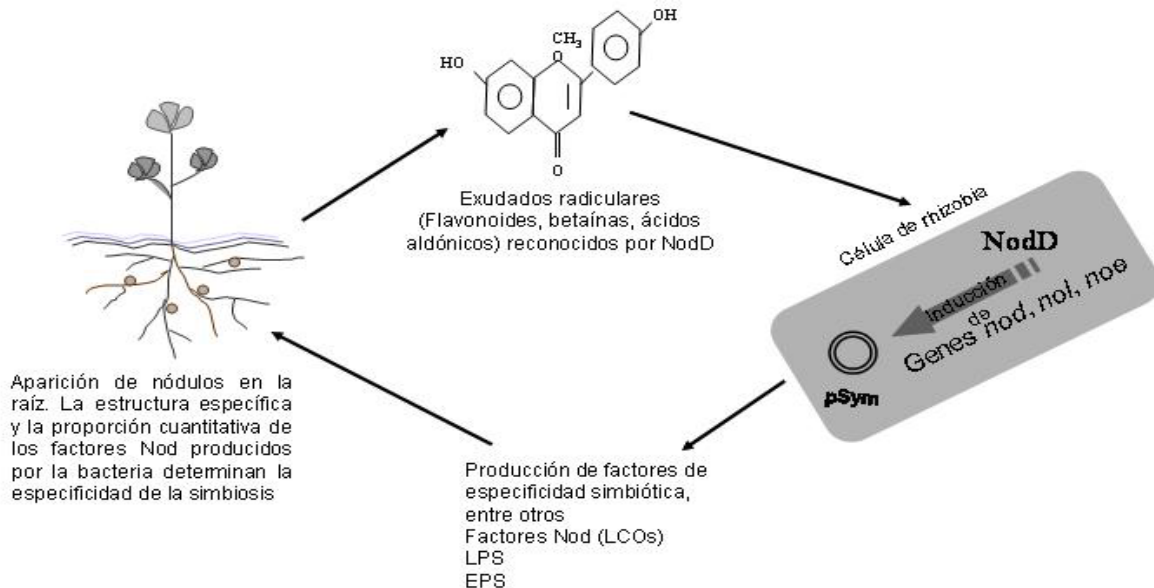 OH
CH3
O
HO
O
Exudados radiculares
(Flavonoides, betaínas, ácidos
aldónicos) reconocidos por NodD
Célula de rhizobia
NodD
Inducción
de
Genes nod, nol, noe
pSym
Aparición de nódulos en la
raíz. La estructura específica
y la proporción cuantitativa de
los factores Nod producidos
por la bacteria determinan la
especificidad de la simbiosis
Producción de factores de
especificidad simbiótica,
entre otros
Factores Nod (LCOs)
LPS
EPS